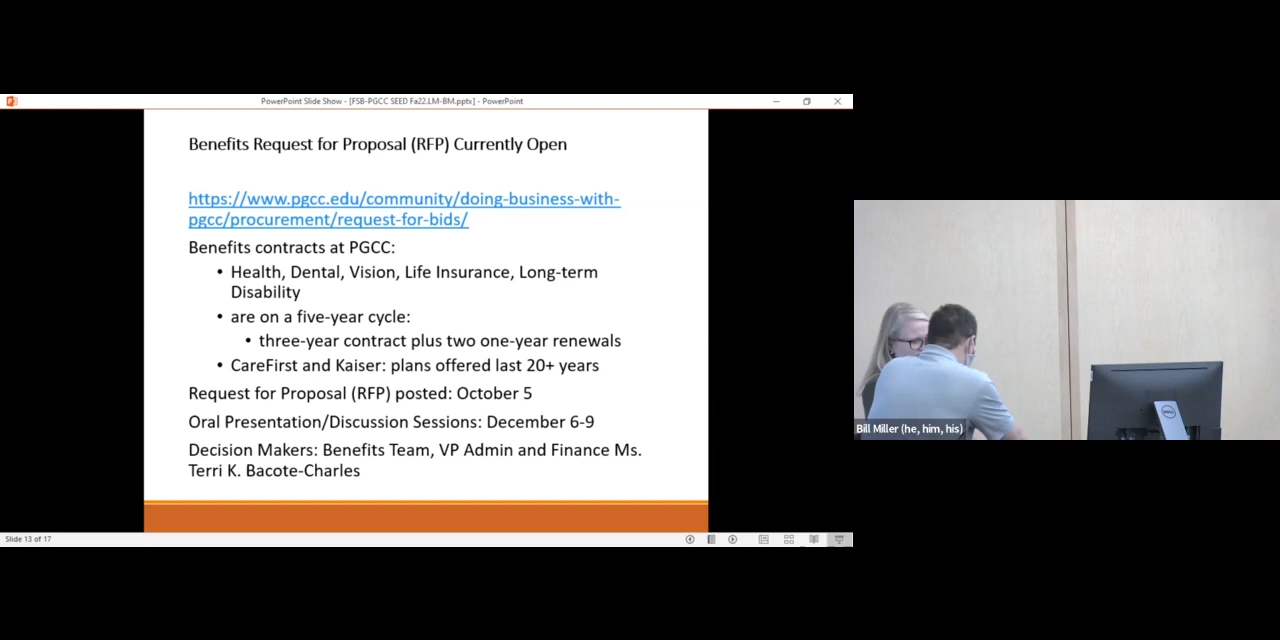 PowerPoint Slide Show - [FSB-PGCC SEED Fa22.LM-BM.pptx] - PowerPoint
Benefits Request for Proposal (RFP) Currently Open
https://www.pgcc.edu/community/doing-business-with-
pgcc/procurement/request-for-bids/
Benefits contracts at PGCC:
• Health, Dental, Vision, Life Insurance, Long-term
Disability
• are on a five-year cycle:
• three-year contract plus two one-year renewals
• CareFirst and Kaiser: plans offered last 20+ years
Request for Proposal (RFP) posted: October 5
Oral Presentation/Discussion Sessions: December 6-9
Decision Makers: Benefits Team, VP Admin and Finance Ms.
Terri K. Bacote-Charles
Slide 13 of 17
Bill Miller (he, him, his)
DELL